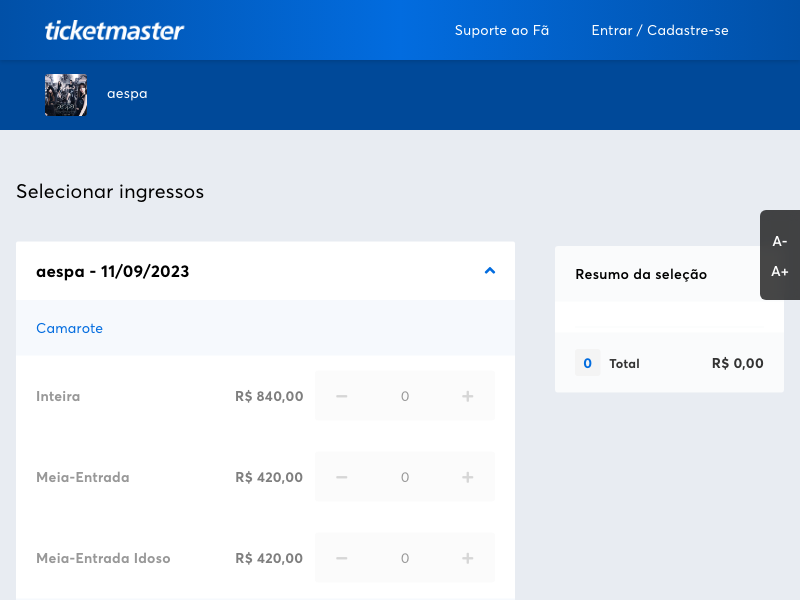 ticketmaster
Suporte ao Fã
Entrar / Cadastre-se
aespa
Selecionar ingressos
A-
A+
aespa - 11/09/2023
Camarote
Inteira R$ 840,00 − 0 +
Meia-Entrada R$ 420,00 − 0 +
Meia-Entrada Idoso R$ 420,00 − 0 +
Resumo da seleção
0 Total R$ 0,00